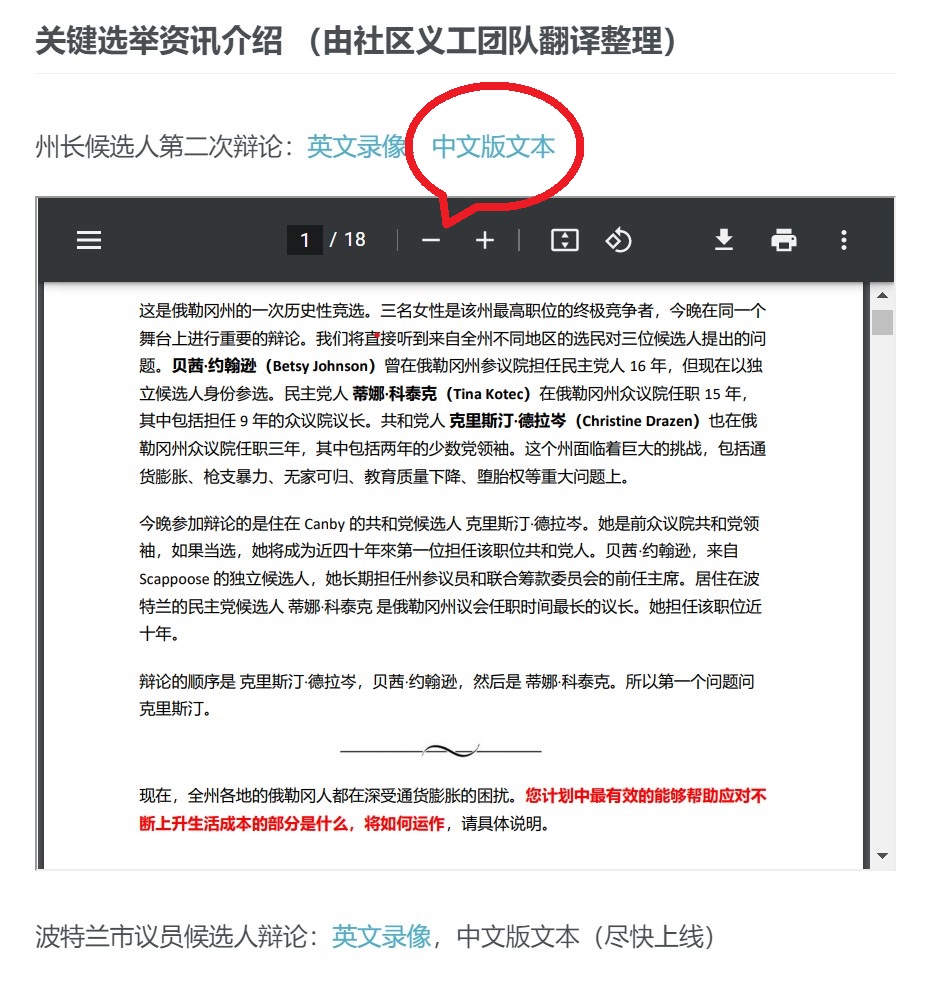 关键选举资讯介绍 （由社区义工团队翻译整理）
州长候选人第二次辩论：英文录像 中文版文本
1 / 18
这是俄勒冈州的一次历史性竞选。三名女性是该州最高职位的终极竞争者，今晚在同一个
舞台上进行重要的辩论。我们将直接听到来自全州不同地区的选民对三位候选人提出的问
题。贝茜·约翰逊（Betsy Johnson）曾在俄勒冈州参议院担任民主党人 16 年，但现在以独
立候选人身份参选。民主党人 蒂娜·科泰克（Tina Kotec）在俄勒冈州众议院任职 15 年，
其中包括担任 9 年的众议院议长。共和党人 克里斯汀·德拉岑（Christine Drazen）也在俄
勒冈州众议院任职三年，其中包括两年的少数党领袖。这个州面临着巨大的挑战，包括通
货膨胀、枪支暴力、无家可归、教育质量下降、堕胎权等重大问题上。
今晚参加辩论的是住在 Canby 的共和党候选人 克里斯汀·德拉岑。她是前众议院共和党领
袖，如果当选，她将成为近四十年來第一位担任该职位共和党人。贝茜·约翰逊，来自
Scappoose 的独立候选人，她长期担任州参议员和联合筹款委员会的前任主席。居住在波
特兰的民主党候选人 蒂娜·科泰克 是俄勒冈州议会任职时间最长的议长。她担任该职位近
十年。
辩论的顺序是 克里斯汀·德拉岑，贝茜·约翰逊，然后是 蒂娜·科泰克。所以第一个问题问
克里斯汀。
现在，全州各地的俄勒冈人都在深受通货膨胀的困扰。您计划中最有效的能够帮助应对不
断上升生活成本的部分是什么，将如何运作，请具体说明。
波特兰市议员候选人辩论：英文录像，中文版文本（尽快上线）